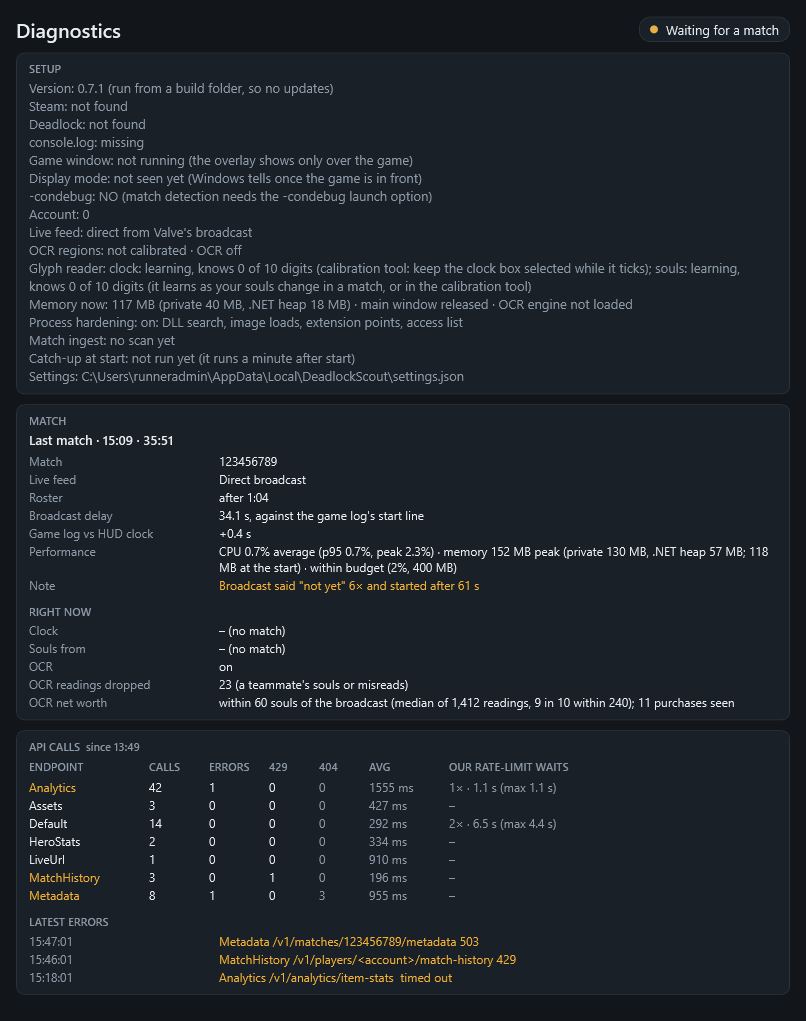 Diagnostics
Waiting for a match
SETUP
Version: 0.7.1 (run from a build folder, so no updates)
Steam: not found
Deadlock: not found
console.log: missing
Game window: not running (the overlay shows only over the game)
Display mode: not seen yet (Windows tells once the game is in front)
-condebug: NO (match detection needs the -condebug launch option)
Account: 0
Live feed: direct from Valve's broadcast
OCR regions: not calibrated · OCR off
Glyph reader: clock: learning, knows 0 of 10 digits (calibration tool: keep the clock box selected while it ticks); souls: learning,
knows 0 of 10 digits (it learns as your souls change in a match, or in the calibration tool)
Memory now: 117 MB (private 40 MB, .NET heap 18 MB) · main window released · OCR engine not loaded
Process hardening: on: DLL search, image loads, extension points, access list
Match ingest: no scan yet
Catch-up at start: not run yet (it runs a minute after start)
Settings: C:\Users\runneradmin\AppData\Local\DeadlockScout\settings.json
MATCH
Last match · 15:09 · 35:51
Match 123456789
Live feed Direct broadcast
Roster after 1:04
Broadcast delay 34.1 s, against the game log's start line
Game log vs HUD clock +0.4 s
Performance CPU 0.7% average (p95 0.7%, peak 2.3%) · memory 152 MB peak (private 130 MB, .NET heap 57 MB; 118
MB at the start) · within budget (2%, 400 MB)
Note Broadcast said "not yet" 6× and started after 61 s
RIGHT NOW
Clock – (no match)
Souls from – (no match)
OCR on
OCR readings dropped 23 (a teammate's souls or misreads)
OCR net worth within 60 souls of the broadcast (median of 1,412 readings, 9 in 10 within 240); 11 purchases seen
API CALLS since 13:49
ENDPOINT CALLS ERRORS 429 404 AVG OUR RATE-LIMIT WAITS
Analytics 42 1 0 0 1555 ms 1× · 1.1 s (max 1.1 s)
Assets 3 0 0 0 427 ms –
Default 14 0 0 0 292 ms 2× · 6.5 s (max 4.4 s)
HeroStats 2 0 0 0 334 ms –
LiveUrl 1 0 0 0 910 ms –
MatchHistory 3 0 1 0 196 ms –
Metadata 8 1 0 3 955 ms –
LATEST ERRORS
15:47:01 Metadata /v1/matches/123456789/metadata 503
15:46:01 MatchHistory /v1/players/<account>/match-history 429
15:18:01 Analytics /v1/analytics/item-stats timed out